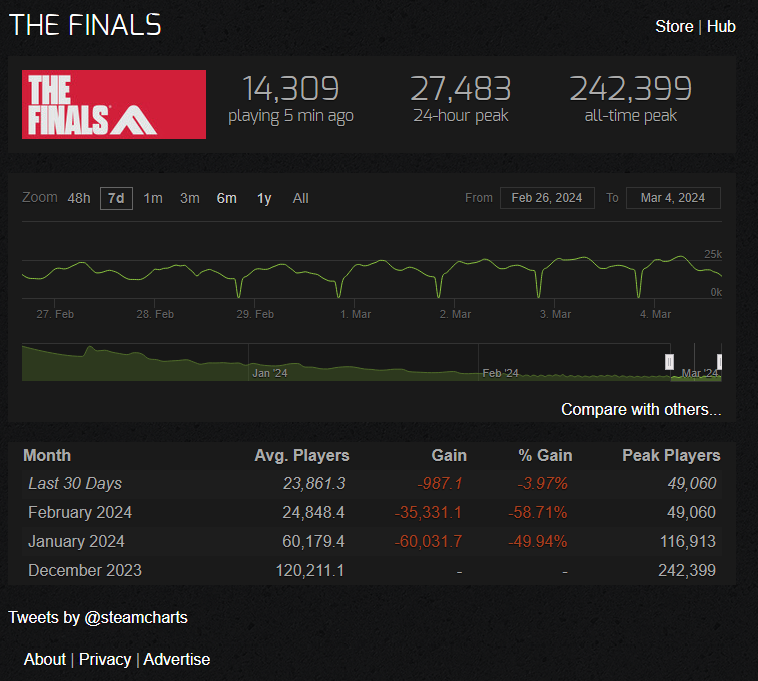 THE FINALS
Store | Hub
THE
FINALS
14,309 27,483 242,399
playing 5 min ago 24-hour peak all-time peak
Zoom 48h 7d 1m 3m 6m 1y All From Feb 26, 2024 To Mar 4, 2024
25k
0k
27. Feb 28. Feb 29. Feb 1. Mar 2. Mar 3. Mar 4. Mar
Jan '24 Feb '24 Mar '24
Compare with others...
Month Avg. Players Gain % Gain Peak Players
Last 30 Days 23,861.3 -987.1 -3.97% 49,060
February 2024 24,848.4 -35,331.1 -58.71% 49,060
January 2024 60,179.4 -60,031.7 -49.94% 116,913
December 2023 120,211.1 - - 242,399
Tweets by @steamcharts
About | Privacy | Advertise